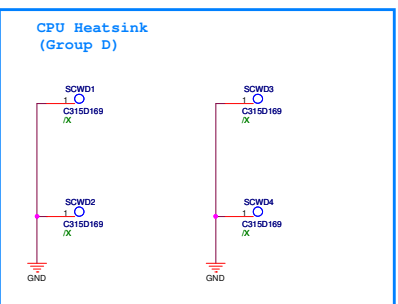 CPU Heatsink
(Group D)
SCWD1
1
C315D169
/X
SCWD3
1
C315D169
/X
SCWD2
1
C315D169
/X
SCWD4
1
C315D169
/X
GND
GND